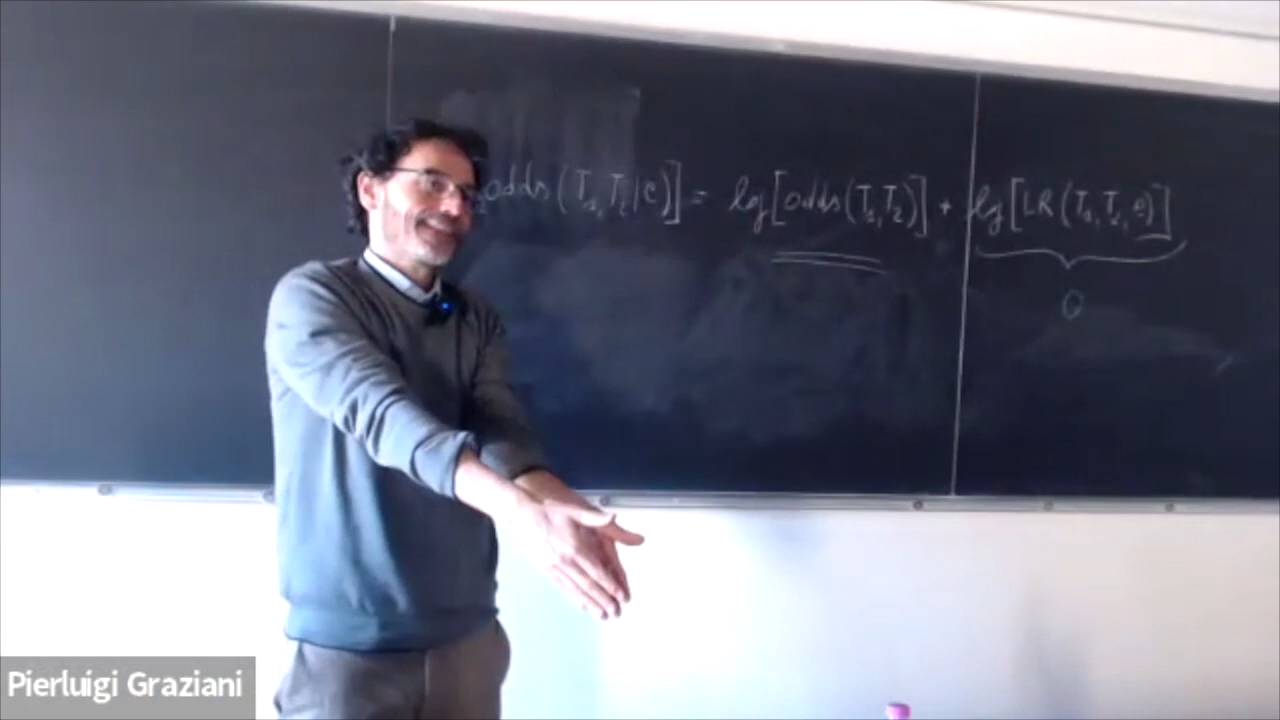 odds(T₁,T₂|e)] = log[odds(T₁,T₂)] + log[LR(T₁,T₂,e)]
0
Pierluigi Graziani